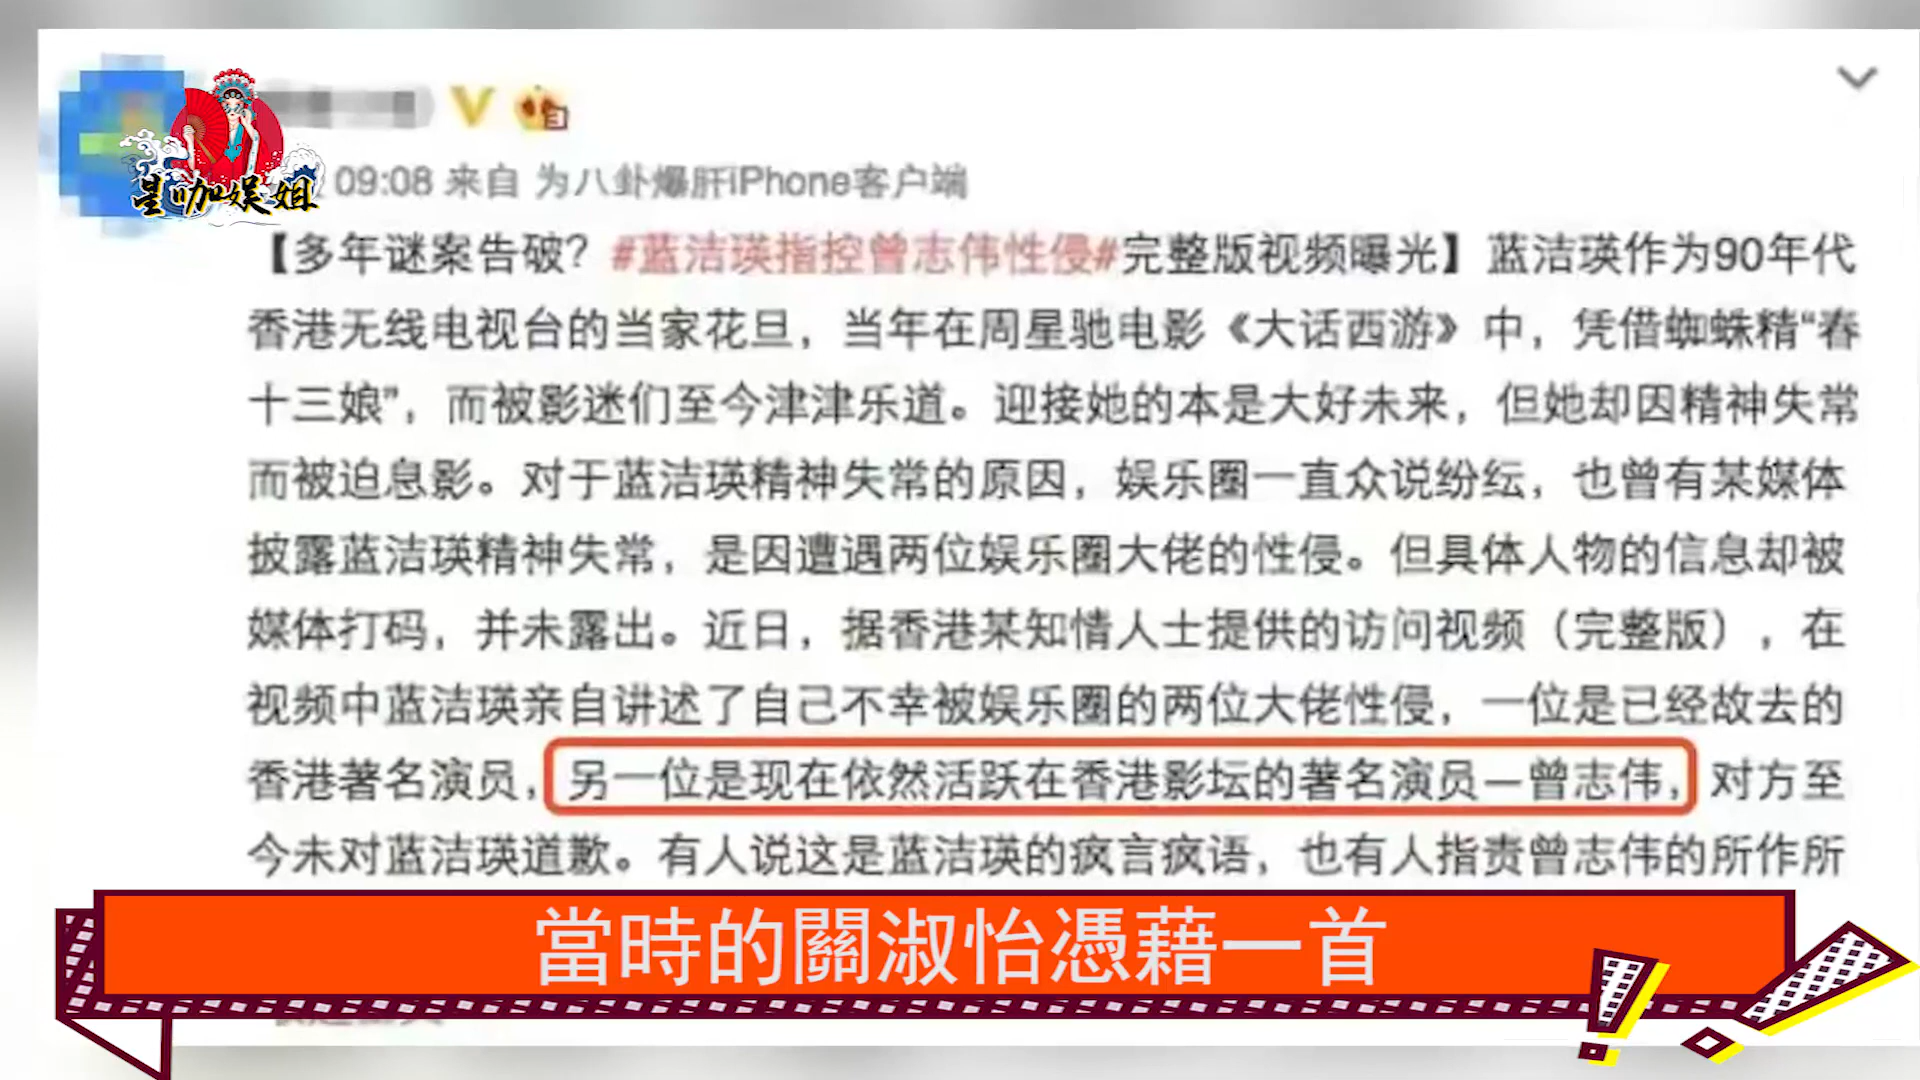 星咖娱姐
09:08 来自 为八卦爆肝iPhone客户端
【多年谜案告破？#蓝洁瑛指控曾志伟性侵#完整版视频曝光】蓝洁瑛作为90年代
香港无线电视台的当家花旦，当年在周星驰电影《大话西游》中，凭借蜘蛛精“春
十三娘”，而被影迷们至今津津乐道。迎接她的本是大好未来，但她却因精神失常
而被迫息影。对于蓝洁瑛精神失常的原因，娱乐圈一直众说纷纭，也曾有某媒体
披露蓝洁瑛精神失常，是因遭遇两位娱乐圈大佬的性侵。但具体人物的信息却被
媒体打码，并未露出。近日，据香港某知情人士提供的访问视频（完整版），在
视频中蓝洁瑛亲自讲述了自己不幸被娱乐圈的两位大佬性侵，一位是已经故去的
香港著名演员，另一位是现在依然活跃在香港影坛的著名演员—曾志伟，对方至
今未对蓝洁瑛道歉。有人说这是蓝洁瑛的疯言疯语，也有人指责曾志伟的所作所
當時的關淑怡憑藉一首